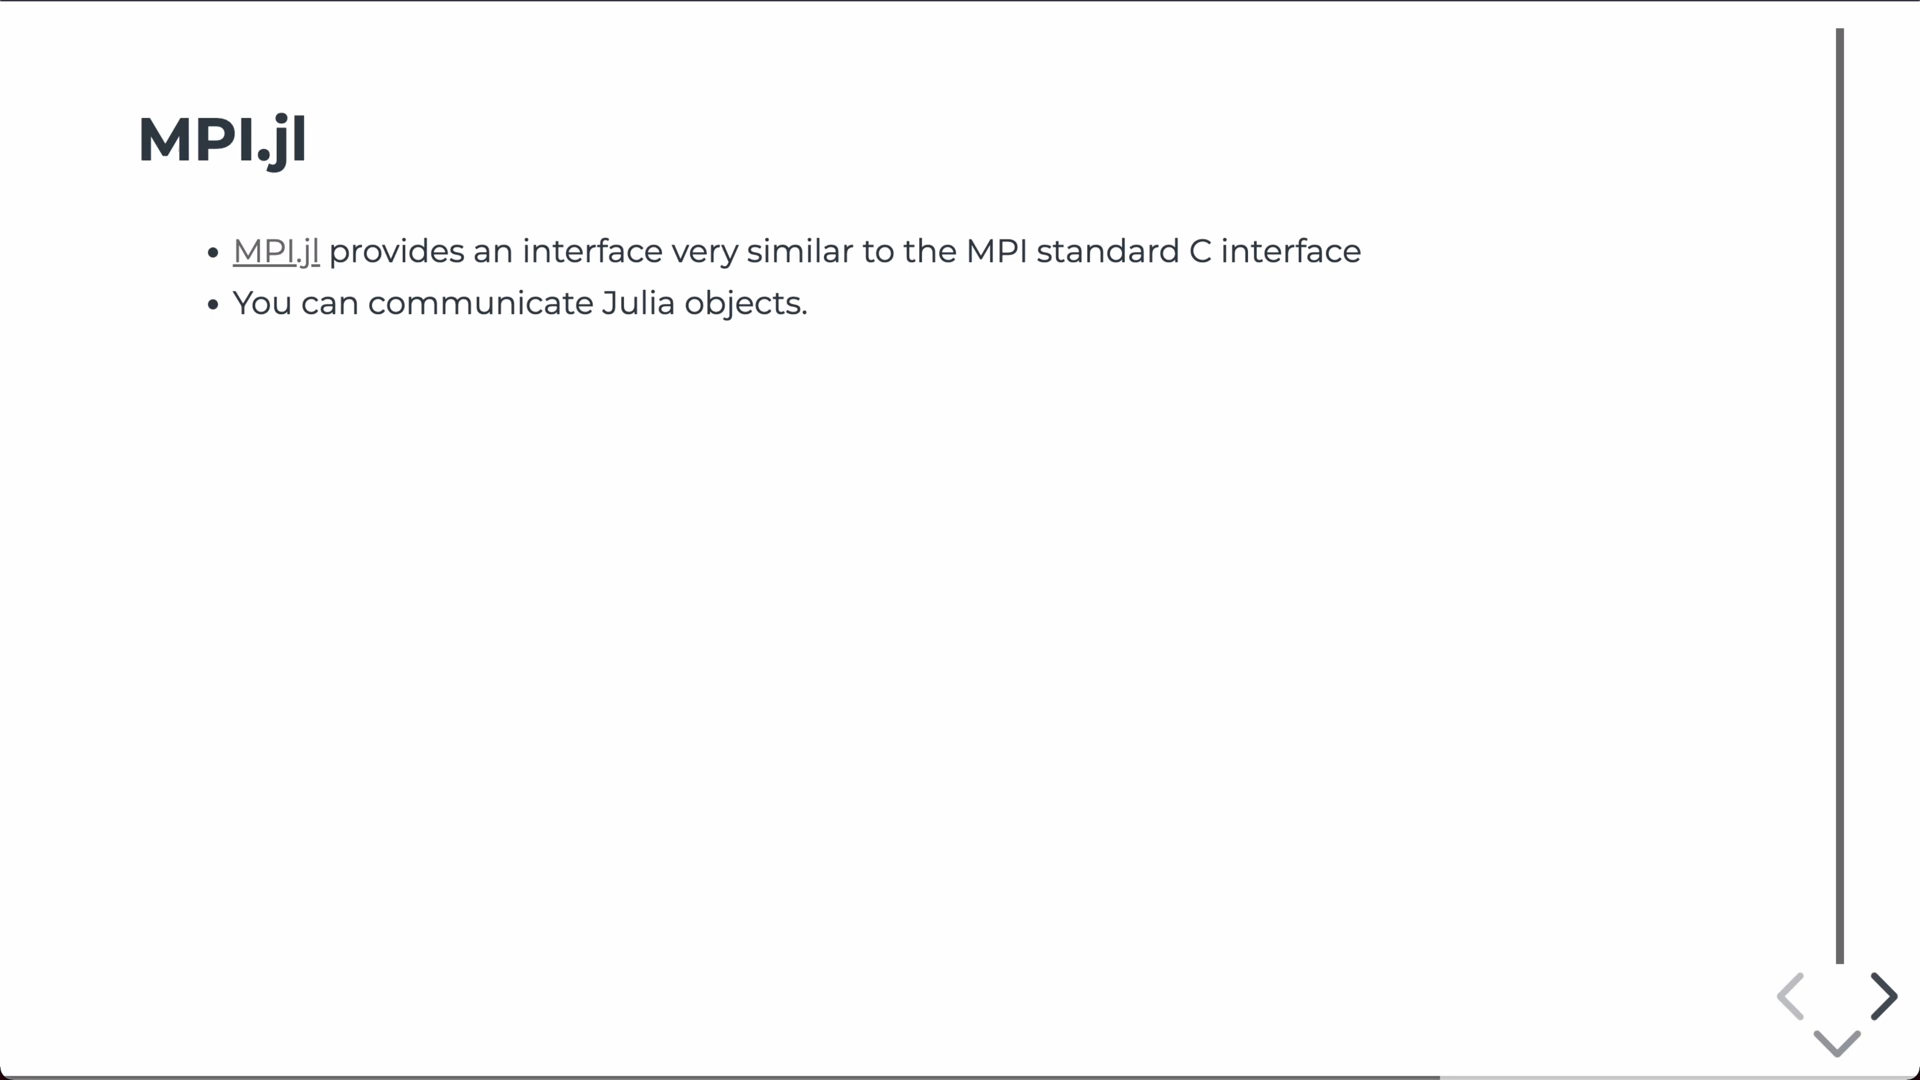 MPI.jl
MPI.jl provides an interface very similar to the MPI standard C interface
You can communicate Julia objects.